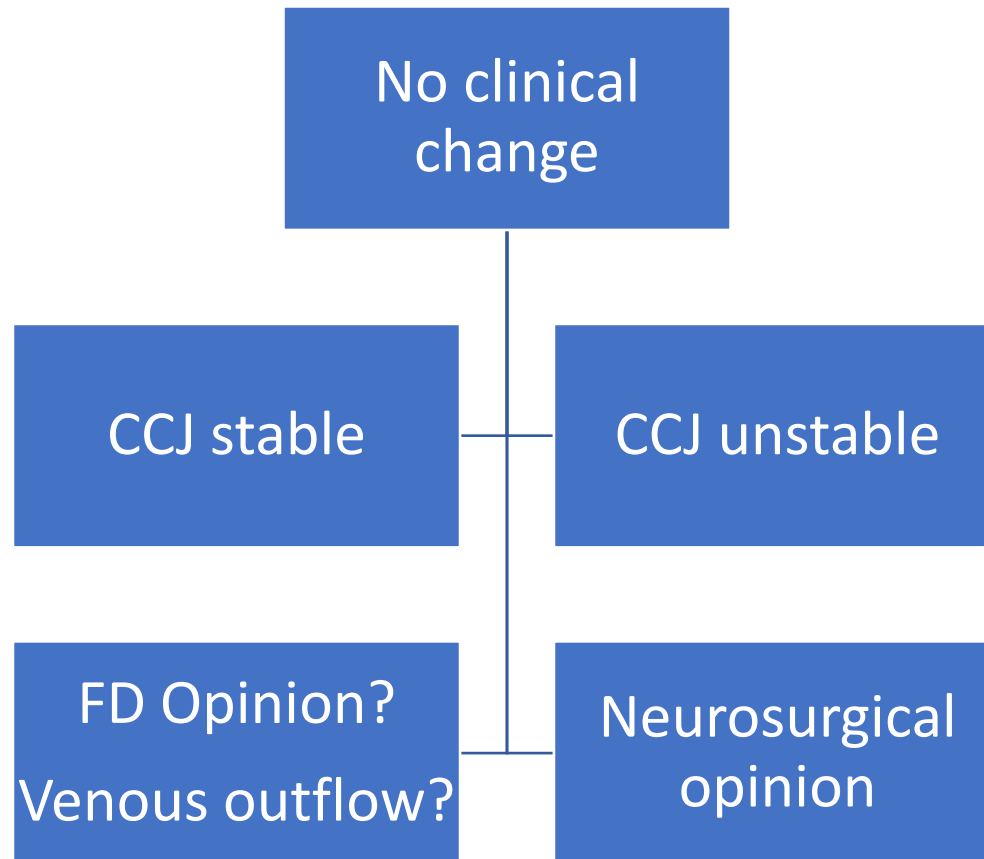 No clinical
change
CCJ stable
CCJ unstable
FD Opinion?
Venous outflow?
Neurosurgical
opinion